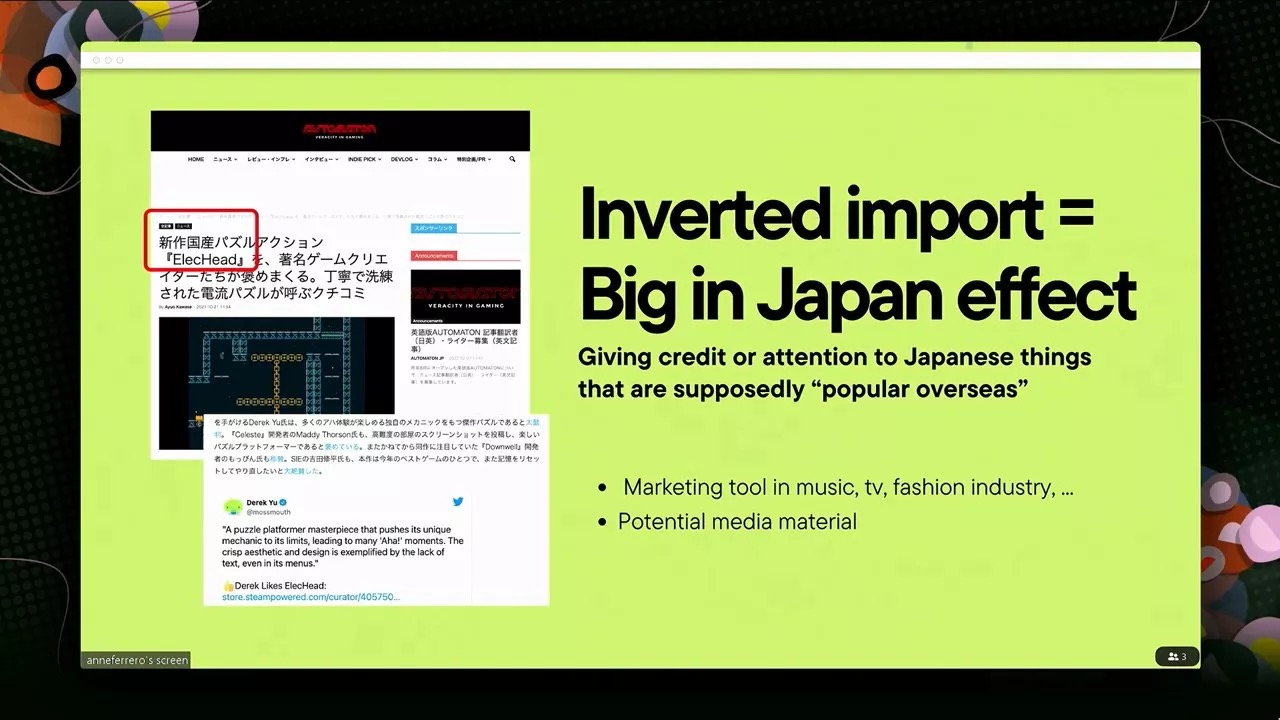 AUTOMATON
VERACITY IN GAMING
HOME ニュース レビュー・インプレ インタビュー INDIE PICK DEVLOG コラム 特別企画/PR
全記事 ニュース
新作国産パズルアクション
『ElecHead』を、著名ゲームクリエ
イターたちが褒めまくる。丁寧で洗練
された電流パズルが呼ぶクチコミ
By Ayuo Kawase - 2021-10-21 11:54
スポンサーリンク
Announcements
AUTOMATON
VERACITY IN GAMING
Announcements
英語版AUTOMATON 記事翻訳者
（日英）・ライター募集（英文記
事）
AUTOMATON JP
を手がけるDerek Yu氏は、多くのアハ体験が楽しめる独自のメカニックをもつ傑作パズルであると太鼓
判。『Celeste』開発者のMaddy Thorson氏も、高難度の部屋のスクリーンショットを投稿し、楽しい
パズルプラットフォーマーであると褒めている。またかねてから同作に注目していた『Downwell』開発
者のもっぴん氏も称賛。SIEの吉田修平氏も、本作は今年のベストゲームのひとつで、また記憶をリセッ
トしてやり直したいと大絶賛した。
Derek Yu
@mossmouth
"A puzzle platformer masterpiece that pushes its unique
mechanic to its limits, leading to many 'Aha!' moments. The
crisp aesthetic and design is exemplified by the lack of
text, even in its menus."
👍Derek Likes ElecHead:
store.steampowered.com/curator/405750...
Inverted import =
Big in Japan effect
Giving credit or attention to Japanese things
that are supposedly “popular overseas”
• Marketing tool in music, tv, fashion industry, ...
• Potential media material
anneferrero's screen
3